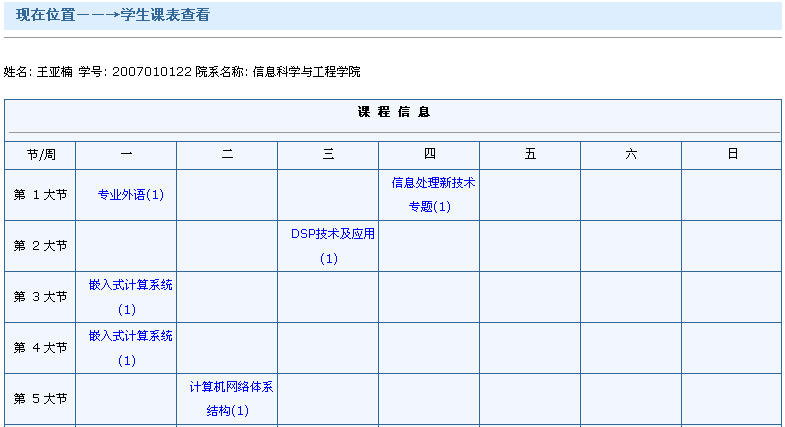 现在位置－－→学生课表查看
姓名: 王亚楠 学号: 2007010122 院系名称: 信息科学与工程学院
课 程 信 息
节/周 一 二 三 四 五 六 日
第 1 大节 专业外语(1) 信息处理新技术
专题(1)
第 2 大节 DSP技术及应用
(1)
第 3 大节 嵌入式计算系统
(1)
第 4 大节 嵌入式计算系统
(1)
第 5 大节 计算机网络体系
结构(1)